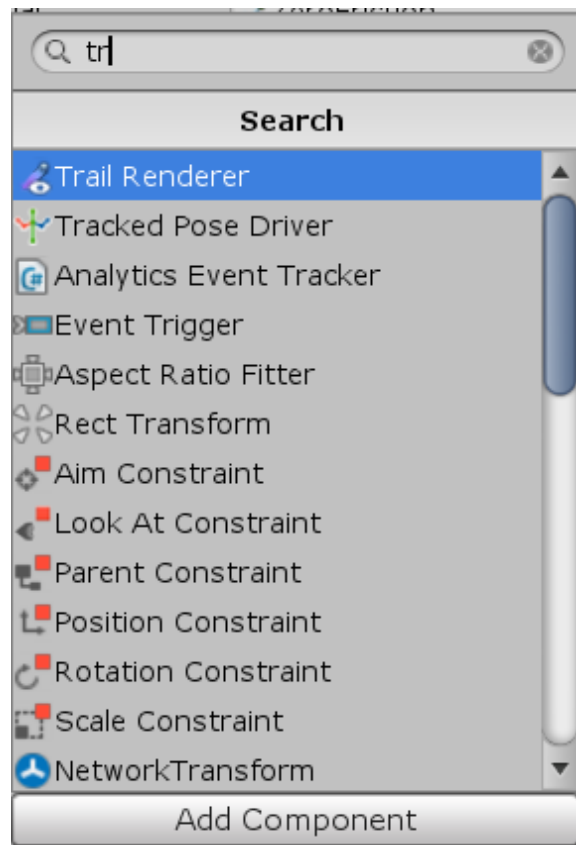 tr
Search
Trail Renderer
Tracked Pose Driver
Analytics Event Tracker
Event Trigger
Aspect Ratio Fitter
Rect Transform
Aim Constraint
Look At Constraint
Parent Constraint
Position Constraint
Rotation Constraint
Scale Constraint
NetworkTransform
Add Component